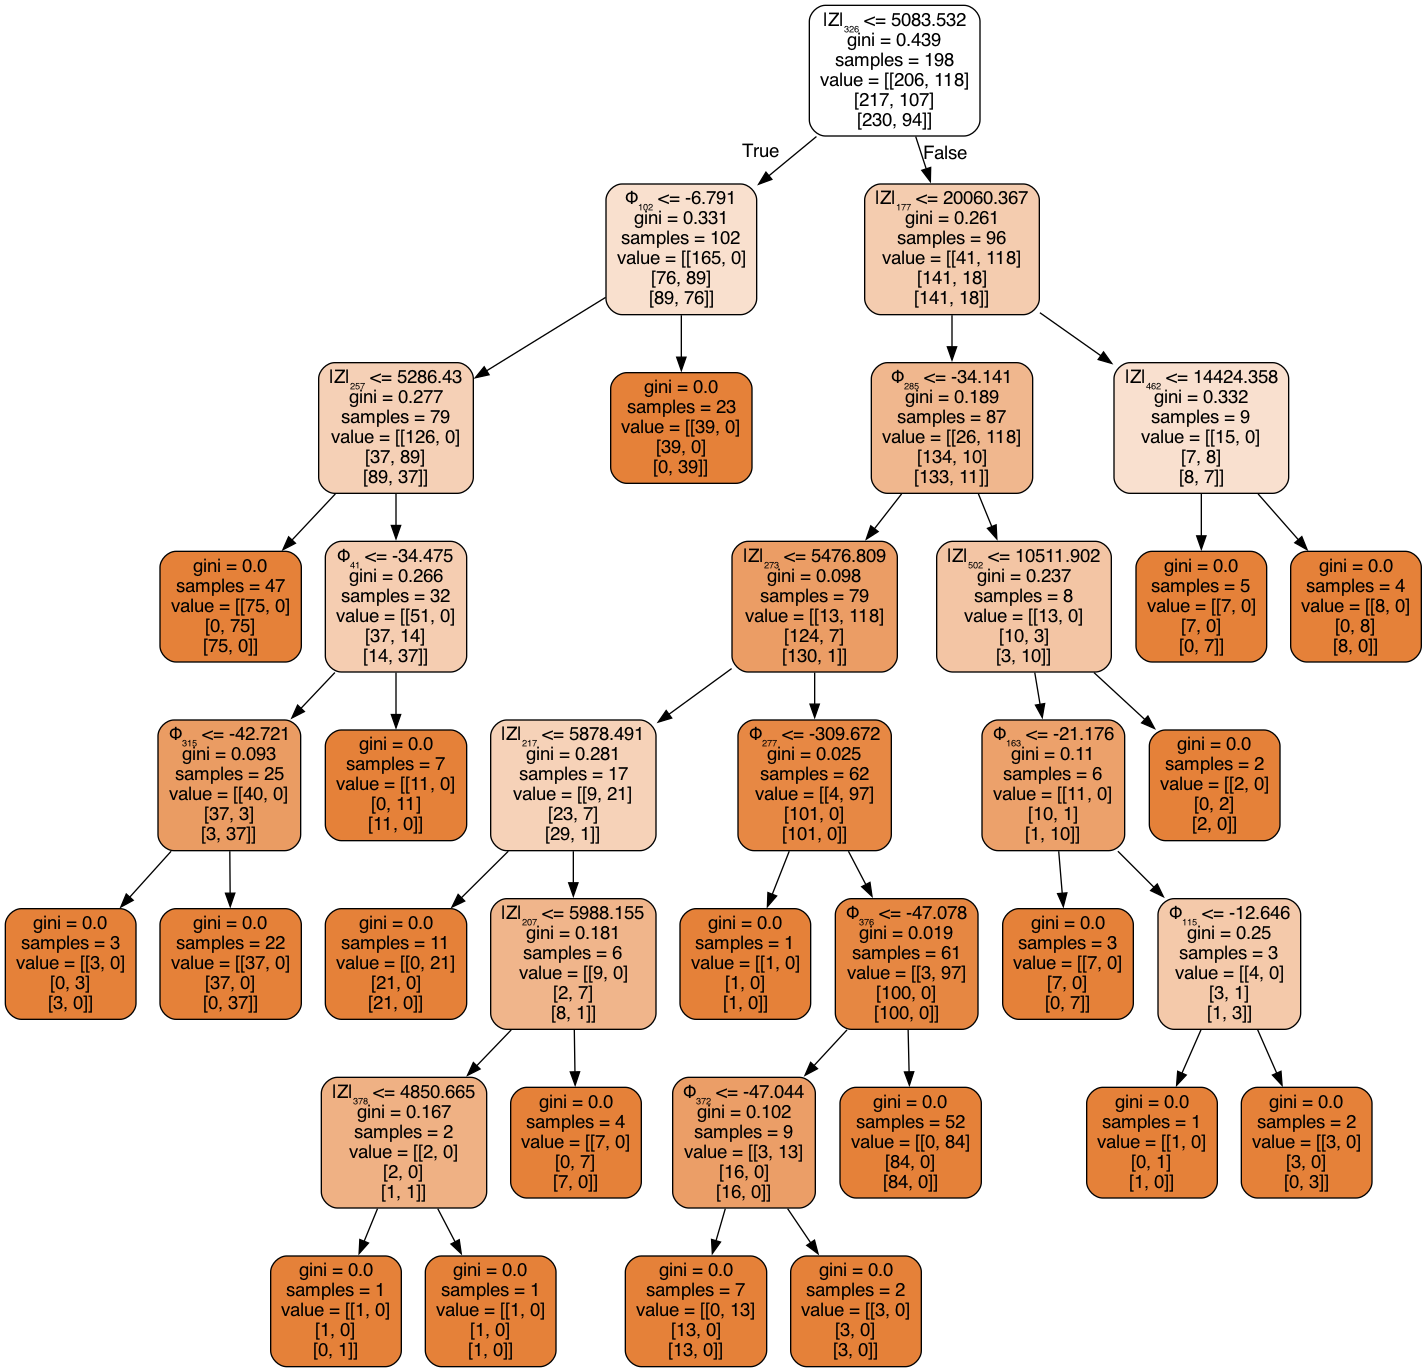 |Z|₃₂₆ <= 5083.532
gini = 0.439
samples = 198
value = [[206, 118]
[217, 107]
[230, 94]]
True
False
Φ₁₀₂ <= -6.791
gini = 0.331
samples = 102
value = [[165, 0]
[76, 89]
[89, 76]]
|Z|₁₇₇ <= 20060.367
gini = 0.261
samples = 96
value = [[41, 118]
[141, 18]
[141, 18]]
|Z|₂₅₇ <= 5286.43
gini = 0.277
samples = 79
value = [[126, 0]
[37, 89]
[89, 37]]
gini = 0.0
samples = 23
value = [[39, 0]
[39, 0]
[0, 39]]
Φ₂₈₅ <= -34.141
gini = 0.189
samples = 87
value = [[26, 118]
[134, 10]
[133, 11]]
|Z|₄₆₂ <= 14424.358
gini = 0.332
samples = 9
value = [[15, 0]
[7, 8]
[8, 7]]
gini = 0.0
samples = 47
value = [[75, 0]
[0, 75]
[75, 0]]
Φ₄₁ <= -34.475
gini = 0.266
samples = 32
value = [[51, 0]
[37, 14]
[14, 37]]
|Z|₂₇₃ <= 5476.809
gini = 0.098
samples = 79
value = [[13, 118]
[124, 7]
[130, 1]]
|Z|₅₀₂ <= 10511.902
gini = 0.237
samples = 8
value = [[13, 0]
[10, 3]
[3, 10]]
gini = 0.0
samples = 5
value = [[7, 0]
[7, 0]
[0, 7]]
gini = 0.0
samples = 4
value = [[8, 0]
[0, 8]
[8, 0]]
Φ₃₁₅ <= -42.721
gini = 0.093
samples = 25
value = [[40, 0]
[37, 3]
[3, 37]]
gini = 0.0
samples = 7
value = [[11, 0]
[0, 11]
[11, 0]]
|Z|₂₁₇ <= 5878.491
gini = 0.281
samples = 17
value = [[9, 21]
[23, 7]
[29, 1]]
Φ₂₇₇ <= -309.672
gini = 0.025
samples = 62
value = [[4, 97]
[101, 0]
[101, 0]]
Φ₁₆₃ <= -21.176
gini = 0.11
samples = 6
value = [[11, 0]
[10, 1]
[1, 10]]
gini = 0.0
samples = 2
value = [[2, 0]
[0, 2]
[2, 0]]
gini = 0.0
samples = 3
value = [[3, 0]
[0, 3]
[3, 0]]
gini = 0.0
samples = 22
value = [[37, 0]
[37, 0]
[0, 37]]
gini = 0.0
samples = 11
value = [[0, 21]
[21, 0]
[21, 0]]
|Z|₂₀₇ <= 5988.155
gini = 0.181
samples = 6
value = [[9, 0]
[2, 7]
[8, 1]]
gini = 0.0
samples = 1
value = [[1, 0]
[1, 0]
[1, 0]]
Φ₃₇₆ <= -47.078
gini = 0.019
samples = 61
value = [[3, 97]
[100, 0]
[100, 0]]
gini = 0.0
samples = 3
value = [[7, 0]
[7, 0]
[0, 7]]
Φ₁₁₅ <= -12.646
gini = 0.25
samples = 3
value = [[4, 0]
[3, 1]
[1, 3]]
|Z|₃₇₈ <= 4850.665
gini = 0.167
samples = 2
value = [[2, 0]
[2, 0]
[1, 1]]
gini = 0.0
samples = 4
value = [[7, 0]
[0, 7]
[7, 0]]
Φ₃₇₂ <= -47.044
gini = 0.102
samples = 9
value = [[3, 13]
[16, 0]
[16, 0]]
gini = 0.0
samples = 52
value = [[0, 84]
[84, 0]
[84, 0]]
gini = 0.0
samples = 1
value = [[1, 0]
[0, 1]
[1, 0]]
gini = 0.0
samples = 2
value = [[3, 0]
[3, 0]
[0, 3]]
gini = 0.0
samples = 1
value = [[1, 0]
[1, 0]
[0, 1]]
gini = 0.0
samples = 1
value = [[1, 0]
[1, 0]
[1, 0]]
gini = 0.0
samples = 7
value = [[0, 13]
[13, 0]
[13, 0]]
gini = 0.0
samples = 2
value = [[3, 0]
[3, 0]
[3, 0]]